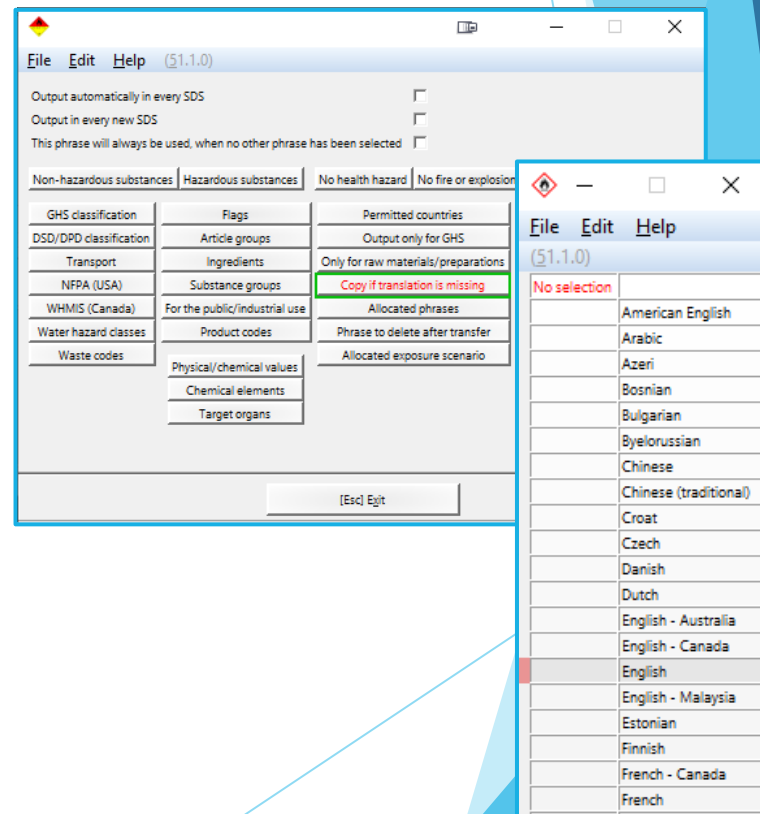 File Edit Help (51.1.0)
Output automatically in every SDS
Output in every new SDS
This phrase will always be used, when no other phrase has been selected
Non-hazardous substances Hazardous substances No health hazard No fire or explosion
GHS classification Flags Permitted countries
DSD/DPD classification Article groups Output only for GHS
Transport Ingredients Only for raw materials/preparations
NFPA (USA) Substance groups Copy if translation is missing
WHMIS (Canada) For the public/industrial use Allocated phrases
Water hazard classes Product codes Phrase to delete after transfer
Waste codes Physical/chemical values Allocated exposure scenario
Chemical elements
Target organs
[Esc] Exit
File Edit Help
(51.1.0)
No selection
American English
Arabic
Azeri
Bosnian
Bulgarian
Byelorussian
Chinese
Chinese (traditional)
Croat
Czech
Danish
Dutch
English - Australia
English - Canada
English
English - Malaysia
Estonian
Finnish
French - Canada
French